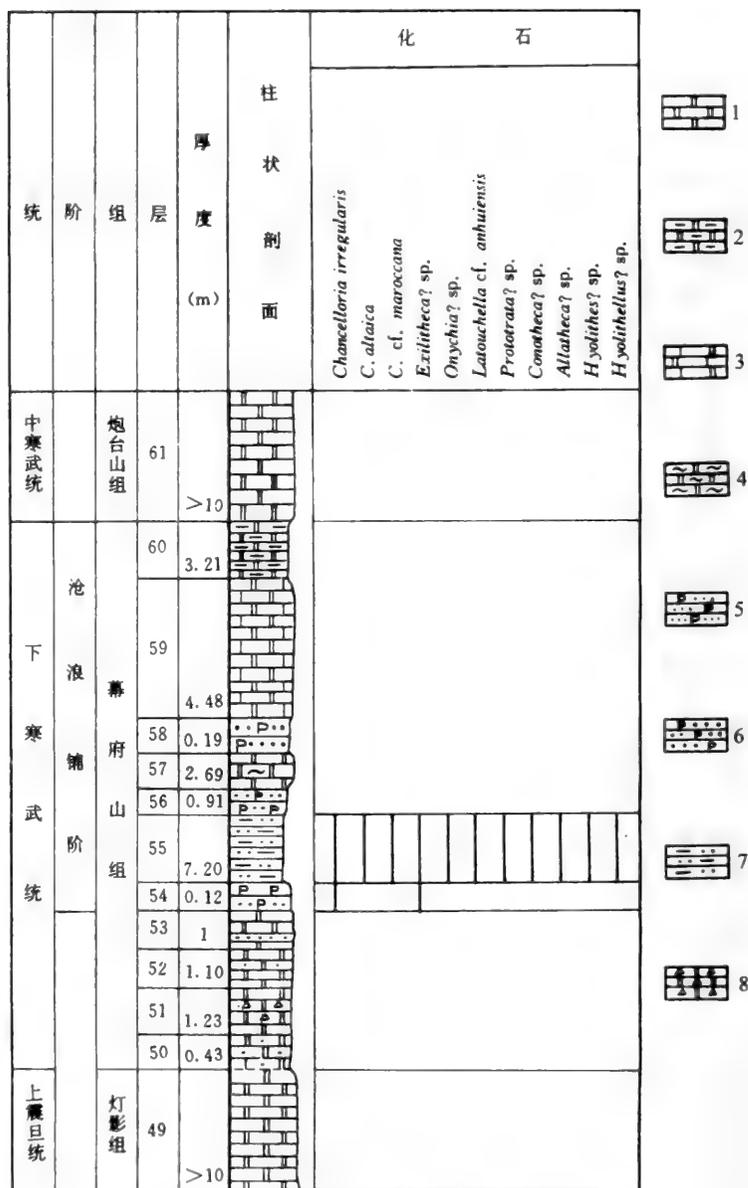 化石
统
阶
组
层
厚度(m)
柱状剖面
Chancelloria irregularis
C. altaica
C. cf. maroccana
Exilitheca? sp.
Onychia? sp.
Latouchella cf. anhuiensis
Prototrata? sp.
Conotheca? sp.
Allatheca? sp.
Hyolithes? sp.
Hyolithellus? sp.
中寒武统
炮台山组
61
>10
下寒武统
沧浪铺阶
幕府山组
60
3.21
59
4.48
58
0.19
57
2.69
56
0.91
55
7.20
54
0.12
53
1
52
1.10
51
1.23
50
0.43
上震旦统
灯影组
49
>10
1
2
3
4
5
6
7
8